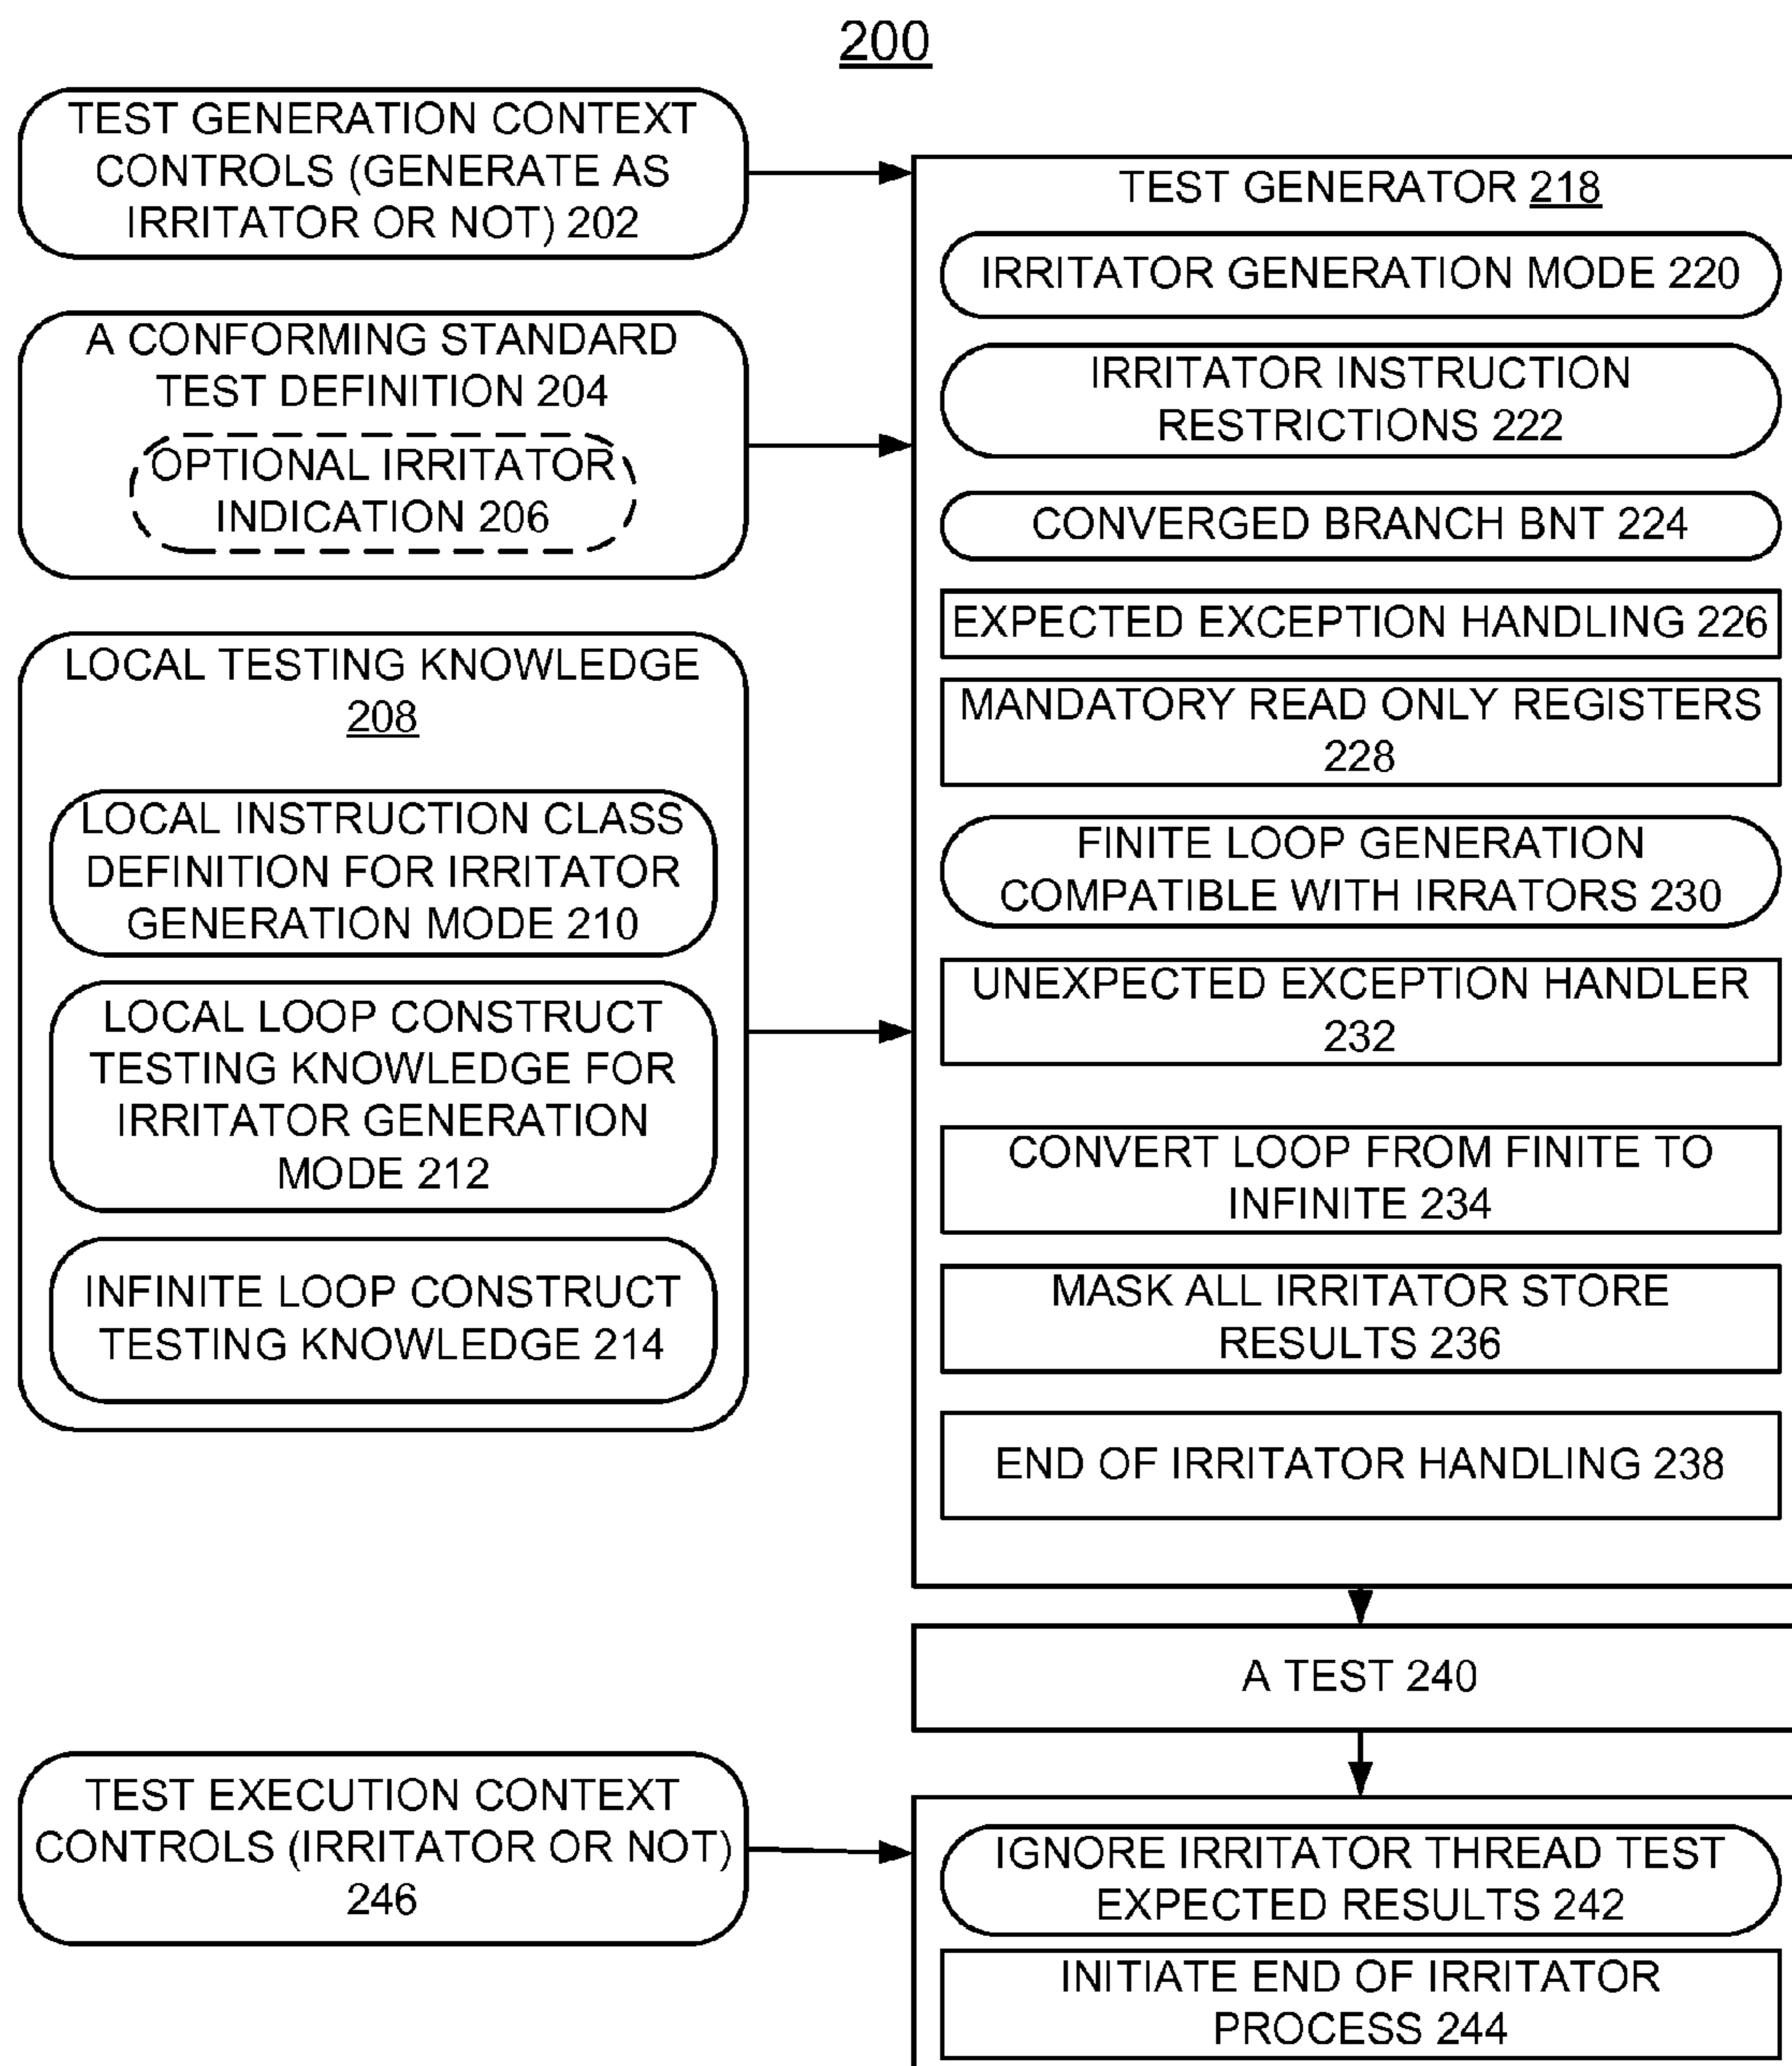 200
TEST GENERATION CONTEXT
CONTROLS (GENERATE AS
IRRITATOR OR NOT) 202
A CONFORMING STANDARD
TEST DEFINITION 204
OPTIONAL IRRITATOR
INDICATION 206
LOCAL TESTING KNOWLEDGE
208
LOCAL INSTRUCTION CLASS
DEFINITION FOR IRRITATOR
GENERATION MODE 210
LOCAL LOOP CONSTRUCT
TESTING KNOWLEDGE FOR
IRRITATOR GENERATION
MODE 212
INFINITE LOOP CONSTRUCT
TESTING KNOWLEDGE 214
TEST GENERATOR 218
IRRITATOR GENERATION MODE 220
IRRITATOR INSTRUCTION
RESTRICTIONS 222
CONVERGED BRANCH BNT 224
EXPECTED EXCEPTION HANDLING 226
MANDATORY READ ONLY REGISTERS
228
FINITE LOOP GENERATION
COMPATIBLE WITH IRRATORS 230
UNEXPECTED EXCEPTION HANDLER
232
CONVERT LOOP FROM FINITE TO
INFINITE 234
MASK ALL IRRITATOR STORE
RESULTS 236
END OF IRRITATOR HANDLING 238
A TEST 240
TEST EXECUTION CONTEXT
CONTROLS (IRRITATOR OR NOT)
246
IGNORE IRRITATOR THREAD TEST
EXPECTED RESULTS 242
INITIATE END OF IRRITATOR
PROCESS 244